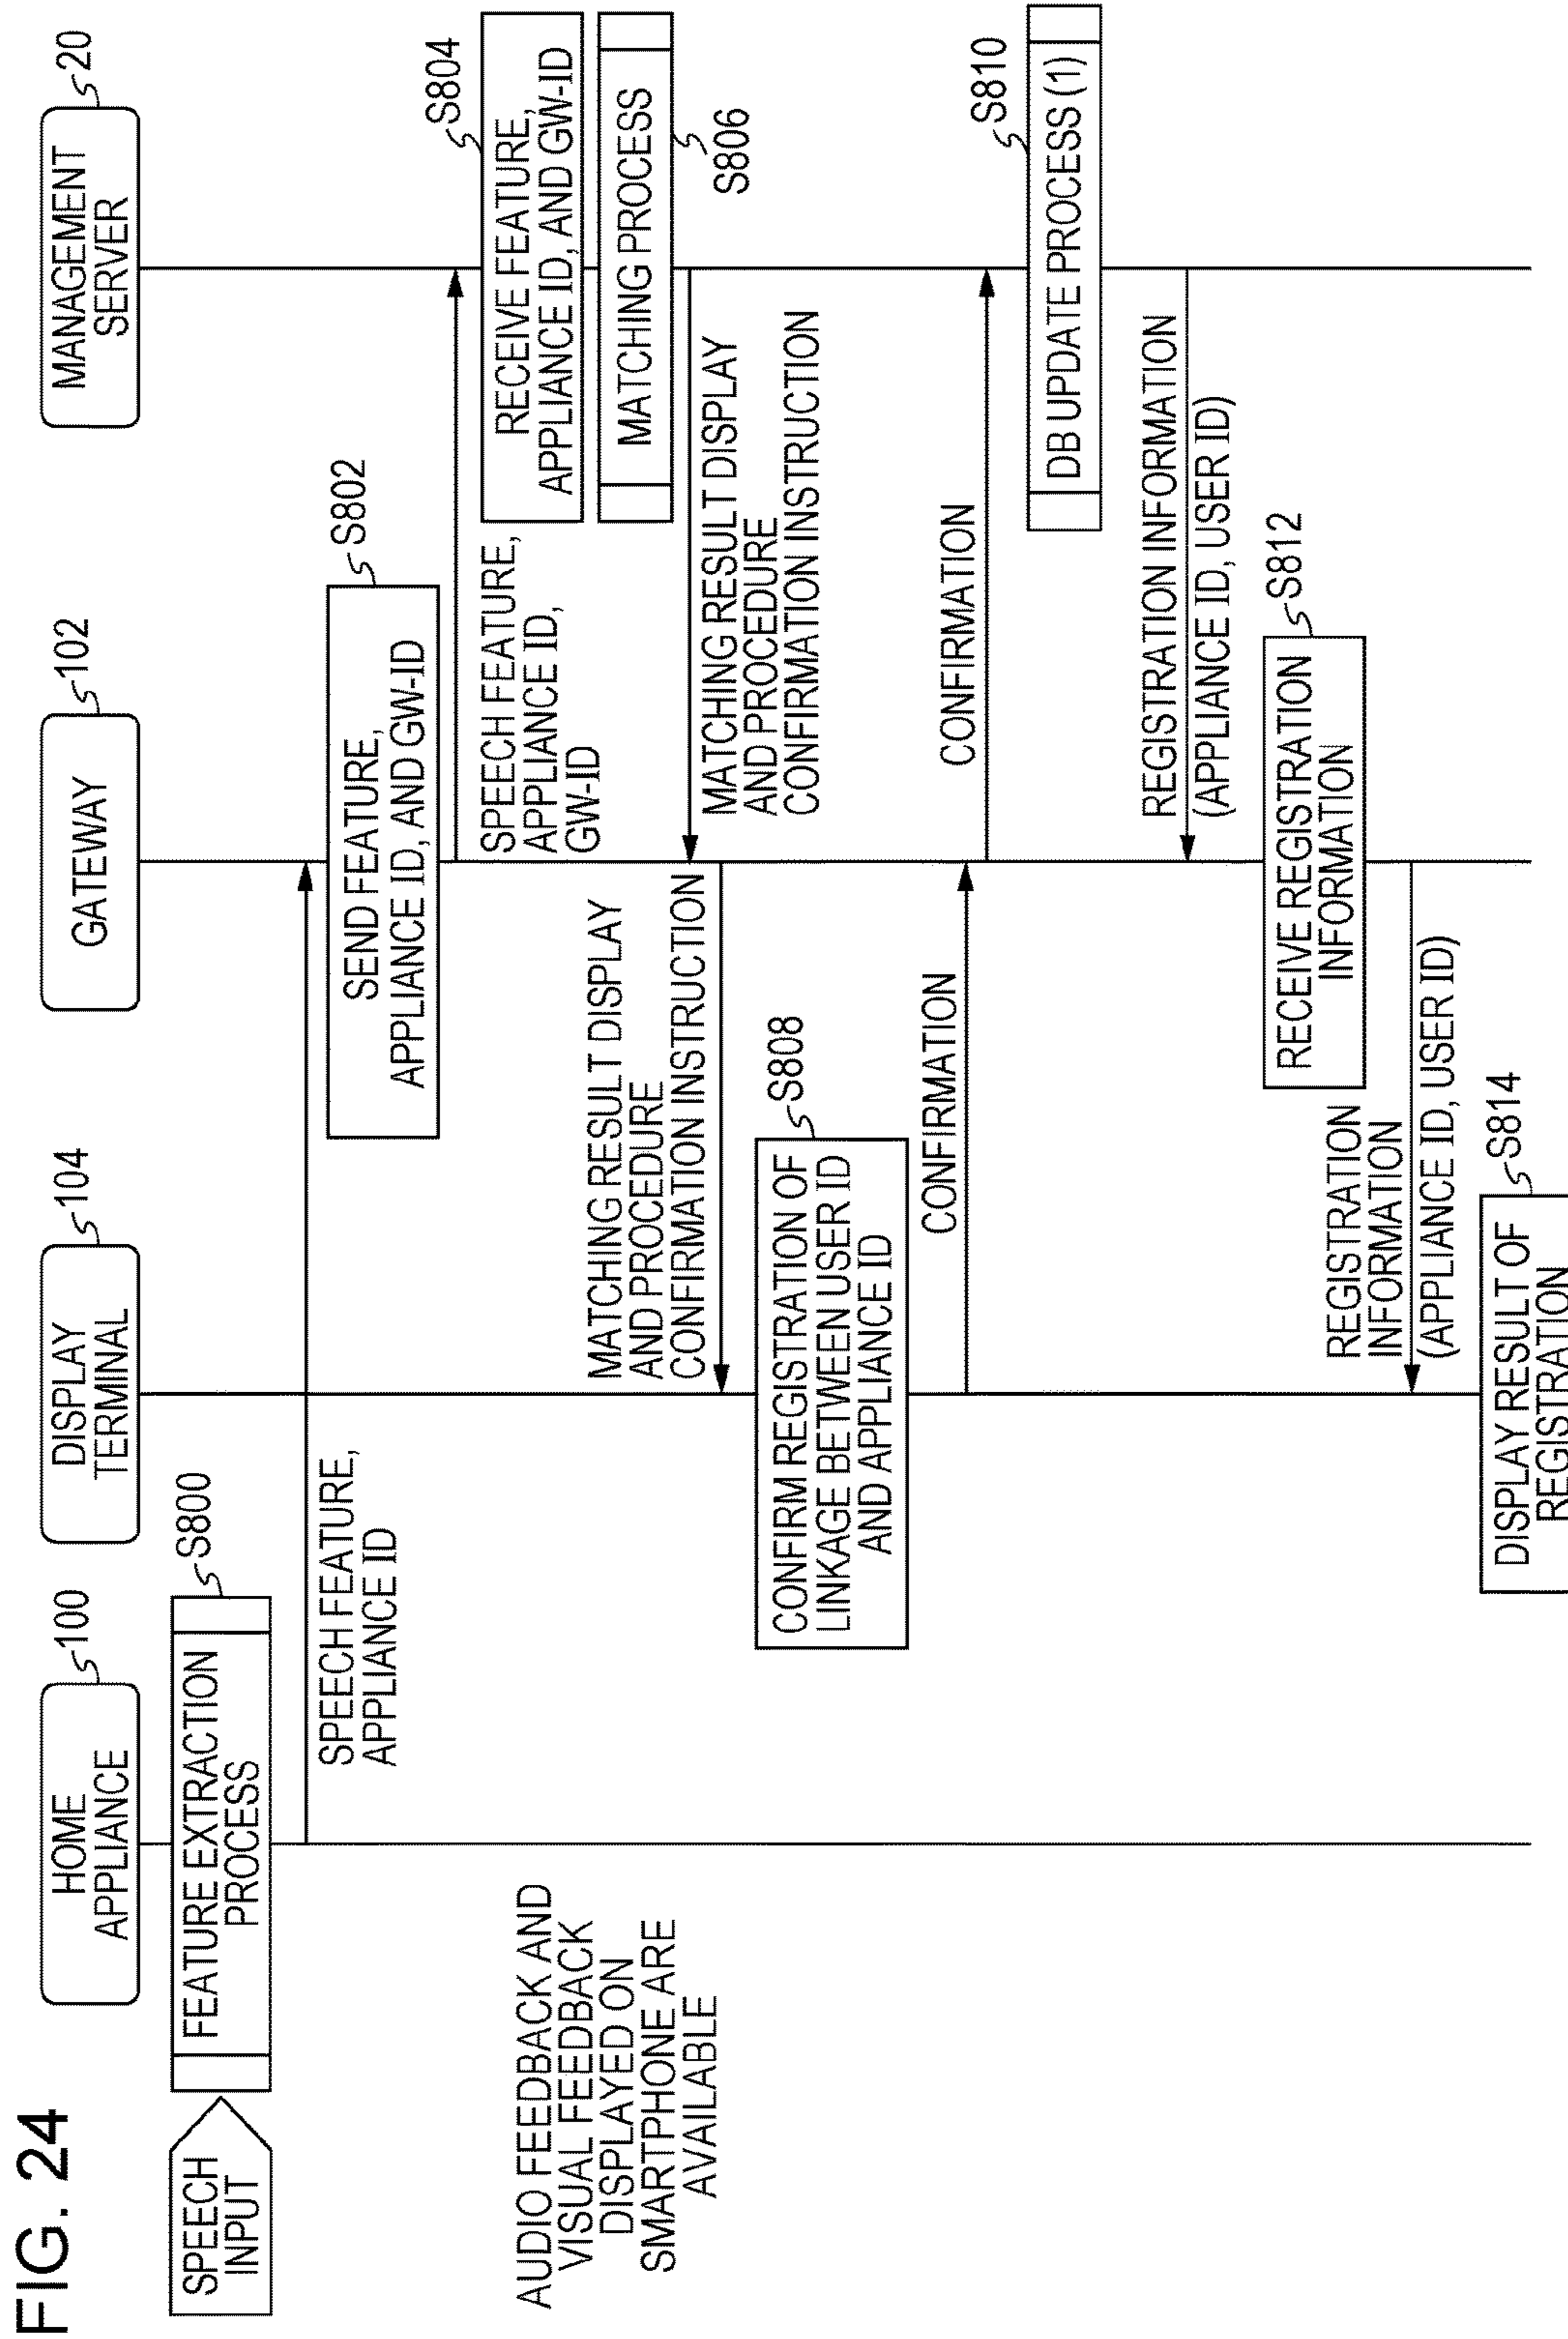 FIG. 24
HOME
APPLIANCE
100
DISPLAY
TERMINAL
104
GATEWAY
102
MANAGEMENT
SERVER
20
SPEECH
INPUT
FEATURE EXTRACTION
PROCESS
S800
SPEECH FEATURE,
APPLIANCE ID
SEND FEATURE,
APPLIANCE ID, AND GW-ID
S802
SPEECH FEATURE,
APPLIANCE ID,
GW-ID
RECEIVE FEATURE,
APPLIANCE ID, AND GW-ID
S804
MATCHING PROCESS
S806
MATCHING RESULT DISPLAY
AND PROCEDURE
CONFIRMATION INSTRUCTION
MATCHING RESULT DISPLAY
AND PROCEDURE
CONFIRMATION INSTRUCTION
AUDIO FEEDBACK AND
VISUAL FEEDBACK
DISPLAYED ON
SMARTPHONE ARE
AVAILABLE
CONFIRM REGISTRATION OF
LINKAGE BETWEEN USER ID
AND APPLIANCE ID
S808
CONFIRMATION
CONFIRMATION
DB UPDATE PROCESS (1)
S810
REGISTRATION INFORMATION
(APPLIANCE ID, USER ID)
RECEIVE REGISTRATION
INFORMATION
S812
REGISTRATION
INFORMATION
(APPLIANCE ID, USER ID)
DISPLAY RESULT OF
REGISTRATION
S814